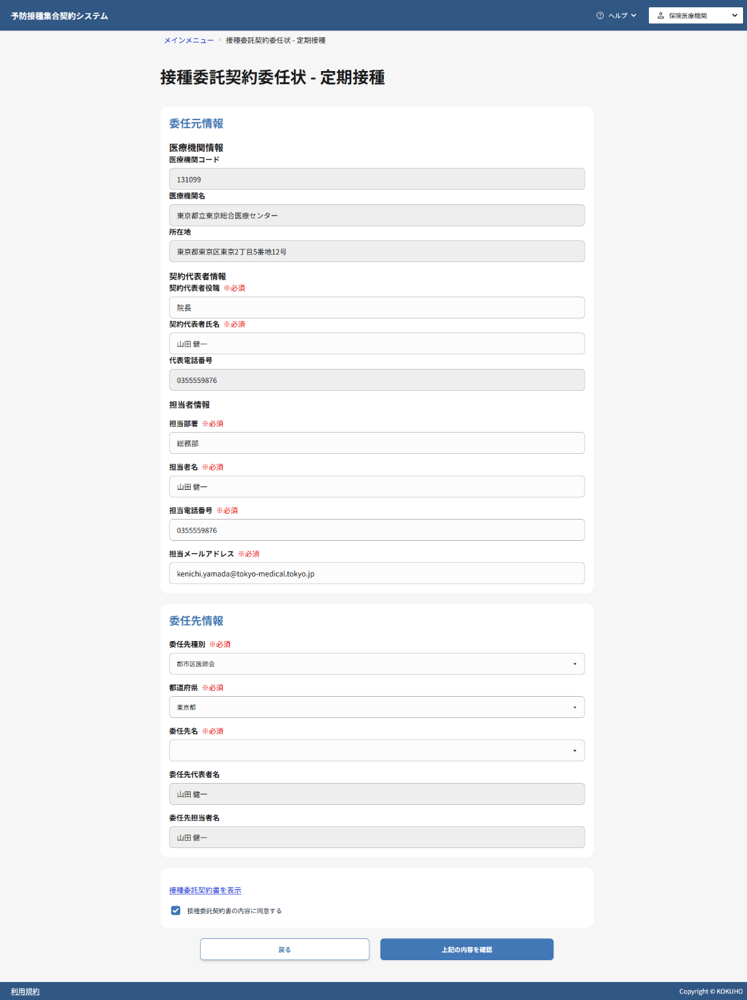 予防接種集合契約システム
ヘルプ
保険医療機関
メインメニュー
接種委託契約委任状 - 定期接種
接種委託契約委任状 - 定期接種
委任元情報
医療機関情報
医療機関コード
131099
医療機関名
東京都立東京総合医療センター
所在地
東京都東京区東京2丁目5番地12号
契約代表者情報
契約代表者役職 ※必須
院長
契約代表者氏名 ※必須
山田 健一
代表電話番号
0355559876
担当者情報
担当部署 ※必須
総務部
担当者名 ※必須
山田 健一
担当電話番号 ※必須
0355559876
担当メールアドレス ※必須
kenichi.yamada@tokyo-medical.tokyo.jp
委任先情報
委任先種別 ※必須
郡市区医師会
都道府県 ※必須
東京都
委任先名 ※必須
委任先代表者名
山田 健一
委任先担当者名
山田 健一
接種委託契約書を表示
接種委託契約書の内容に同意する
戻る
上記の内容を確認
利用規約
Copyright © KOKUHO